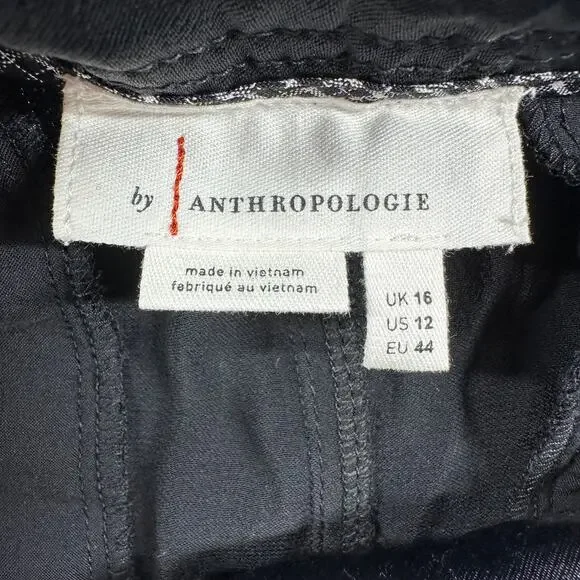 by ANTHROPOLOGIE
made in vietnam
fabriqué au vietnam
UK 16
US 12
EU 44